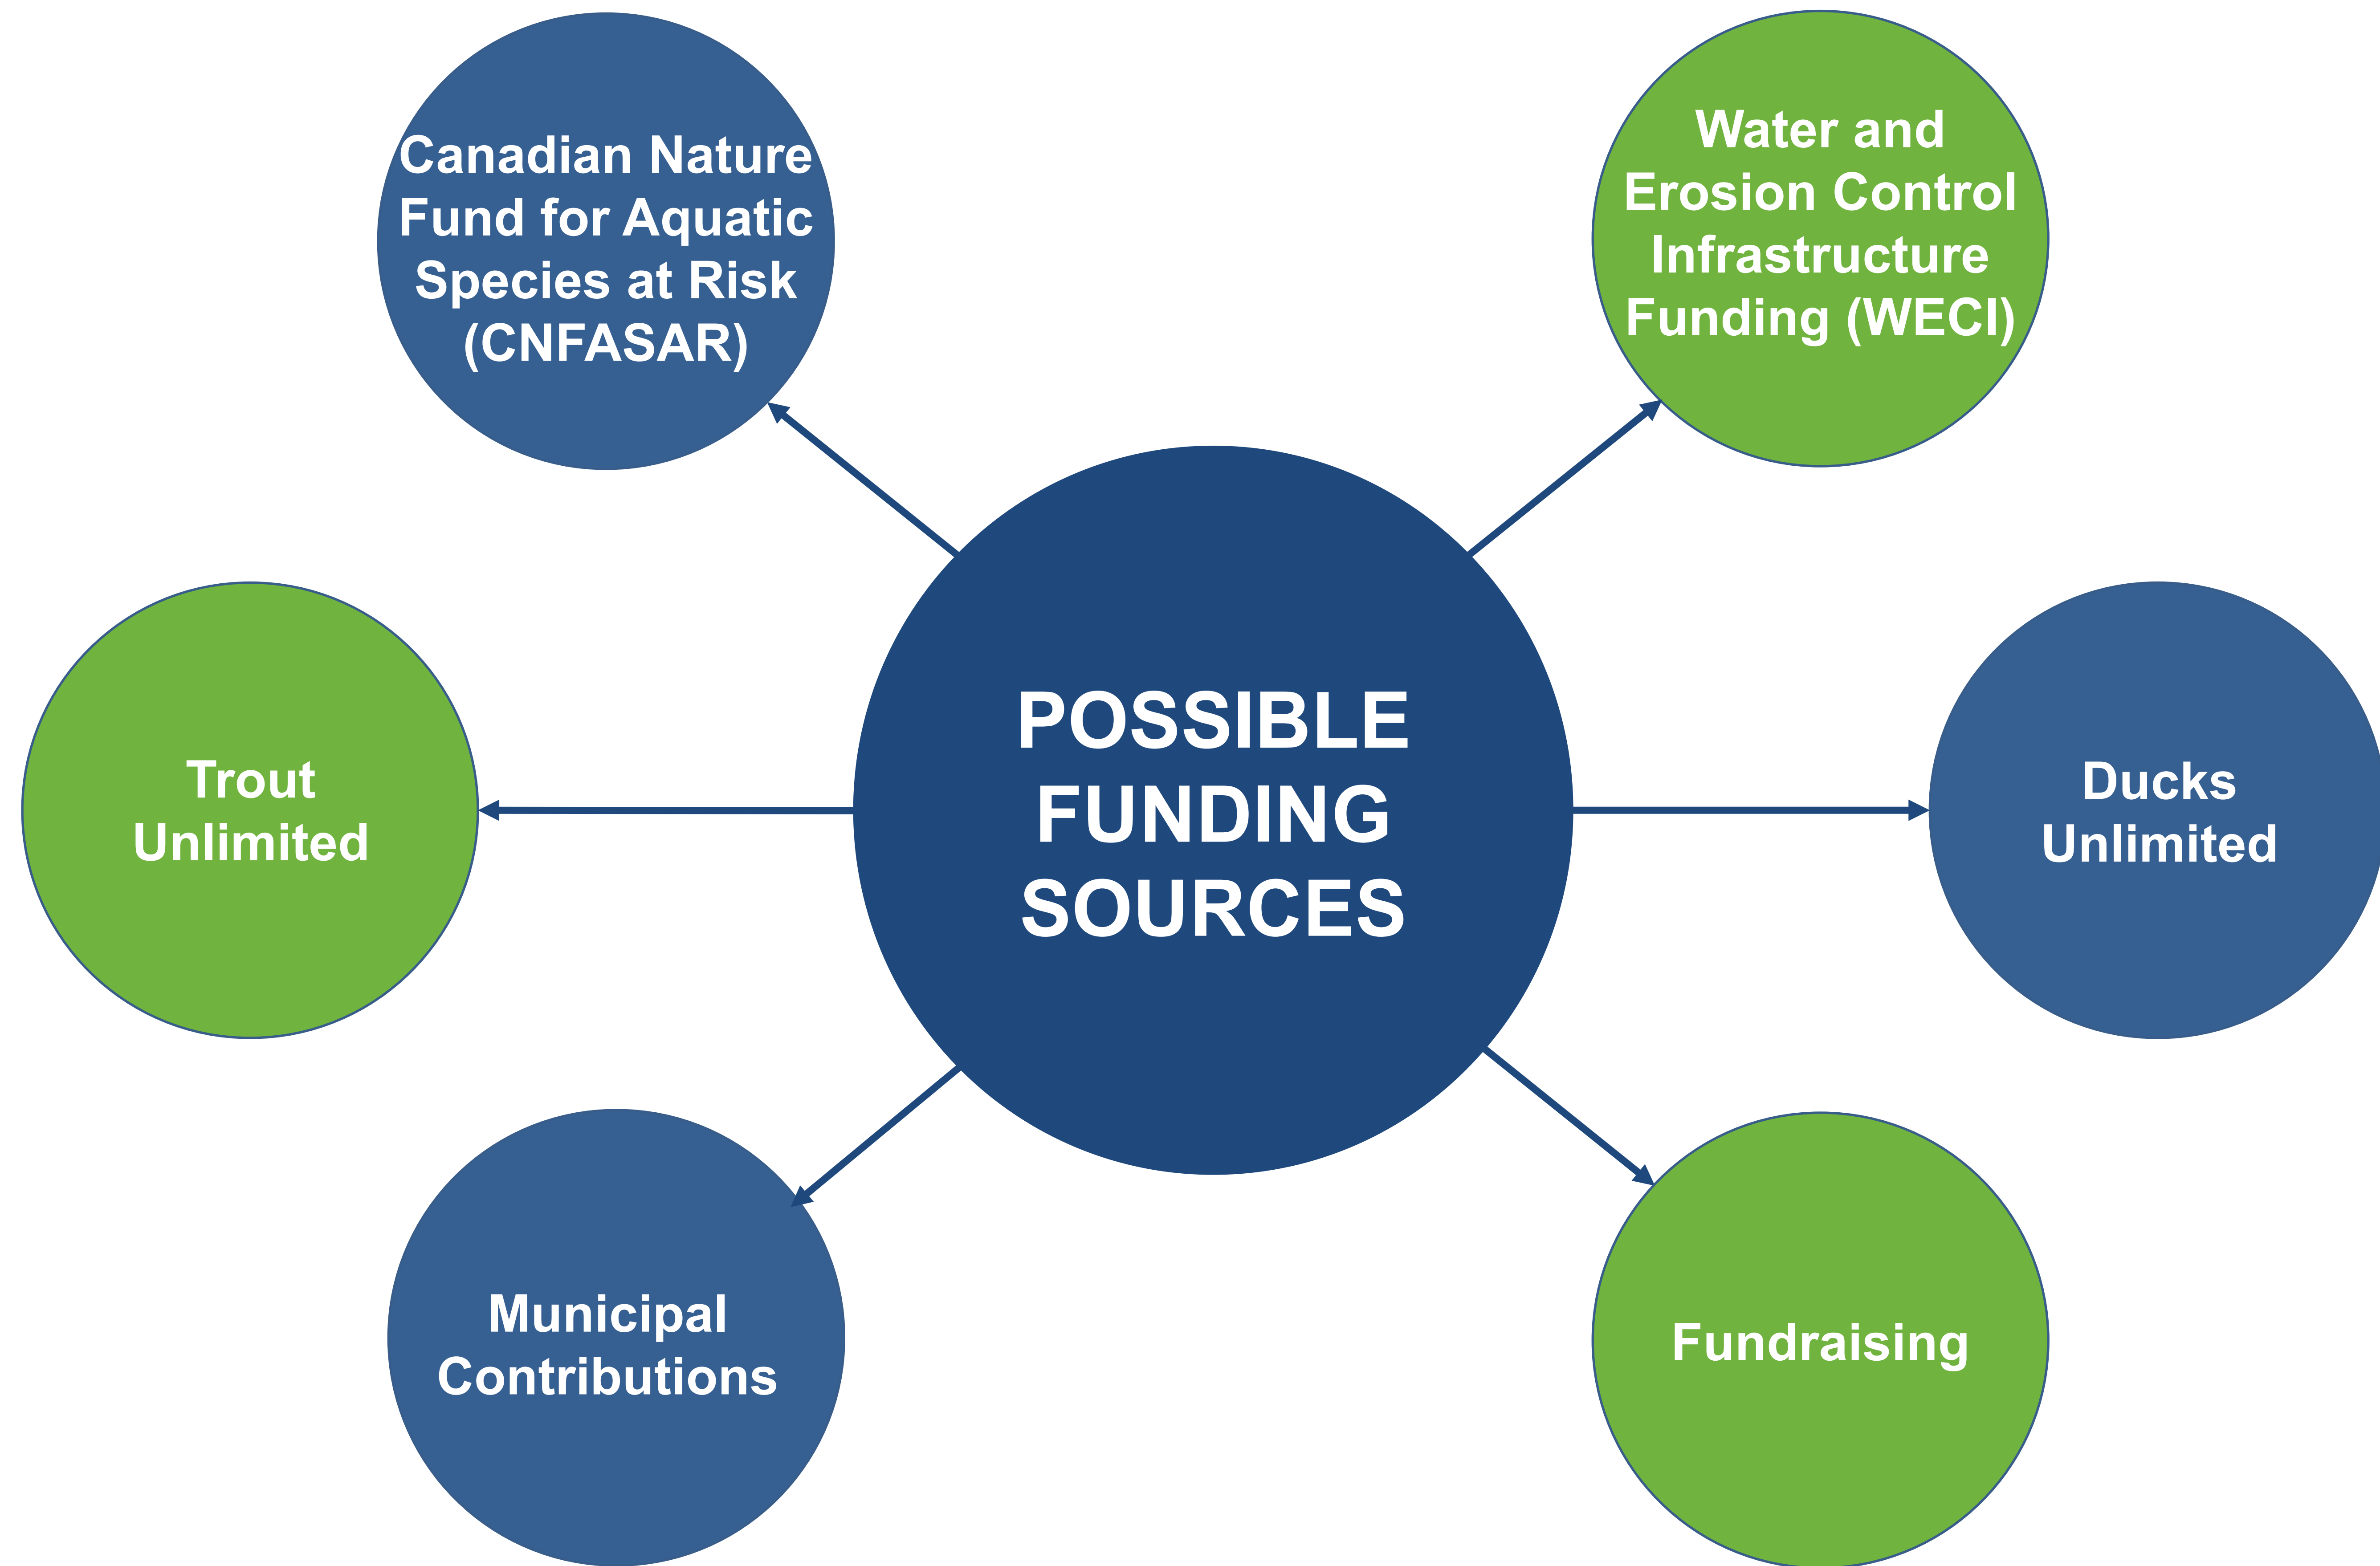 Canadian Nature
Fund for Aquatic
Species at Risk
(CNFASAR)
Water and
Erosion Control
Infrastructure
Funding (WECI)
Trout
Unlimited
POSSIBLE
FUNDING
SOURCES
Ducks
Unlimited
Municipal
Contributions
Fundraising